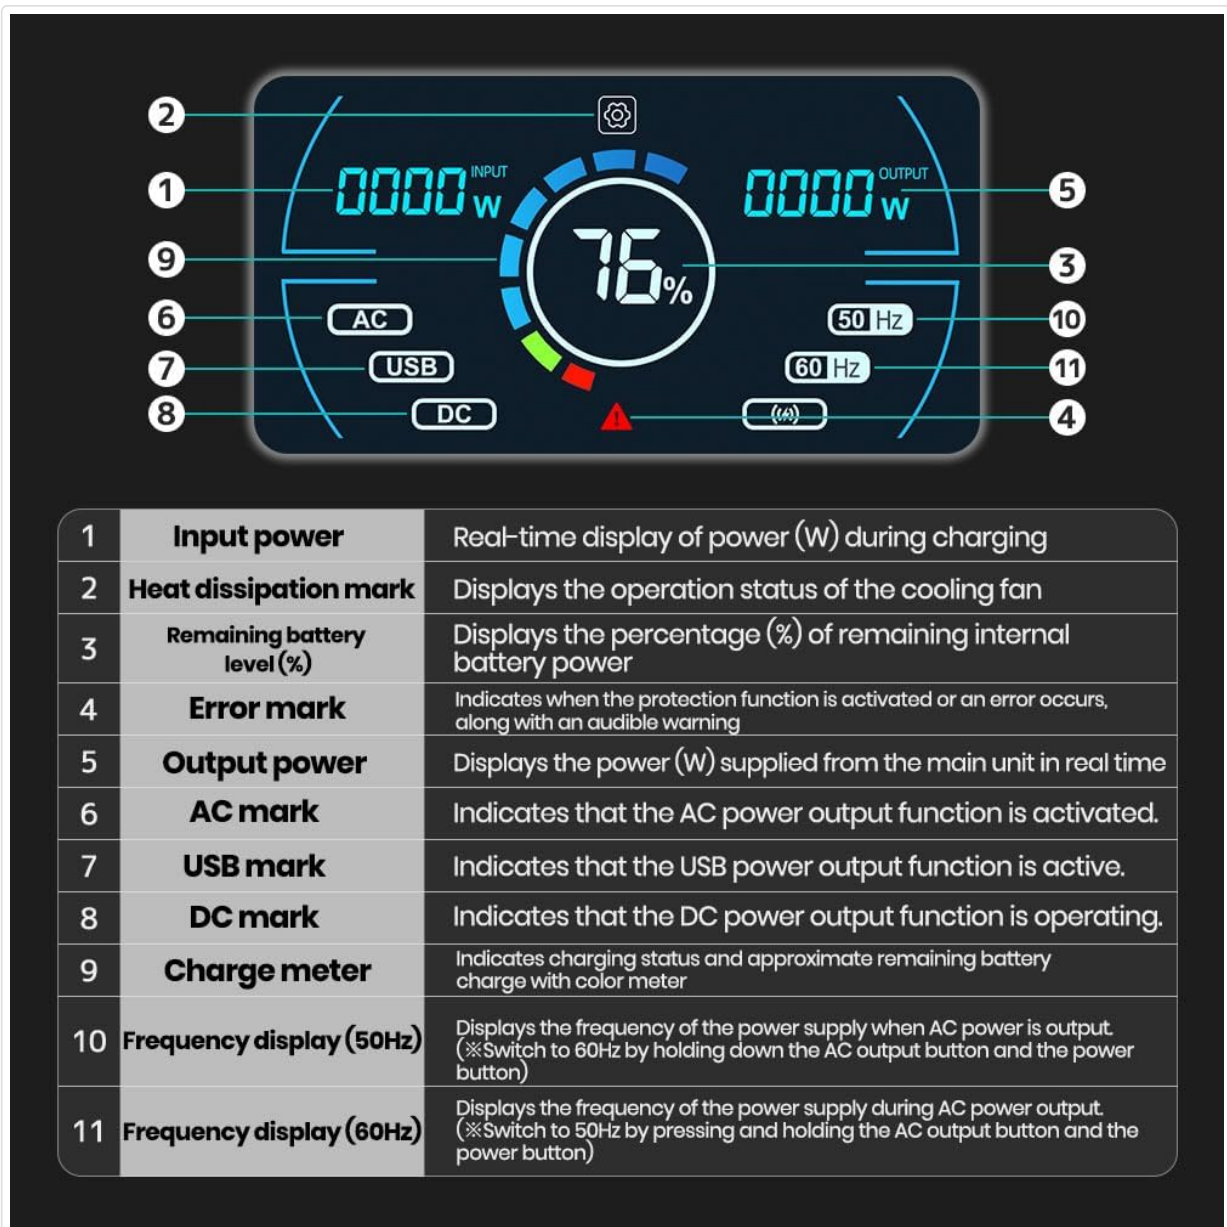 2
1
9
6
7
8
0000 INPUT W
0000 OUTPUT W
76%
AC
USB
DC
50 Hz
60 Hz
5
3
10
11
4
1 Input power Real-time display of power (W) during charging
2 Heat dissipation mark Displays the operation status of the cooling fan
3 Remaining battery
level (%)
Displays the percentage (%) of remaining internal
battery power
4 Error mark
Indicates when the protection function is activated or an error occurs,
along with an audible warning
5 Output power Displays the power (W) supplied from the main unit in real time
6 AC mark Indicates that the AC power output function is activated.
7 USB mark Indicates that the USB power output function is active.
8 DC mark Indicates that the DC power output function is operating.
9 Charge meter
Indicates charging status and approximate remaining battery
charge with color meter
10 Frequency display (50Hz)
Displays the frequency of the power supply when AC power is output.
(※Switch to 60Hz by holding down the AC output button and the power
button)
11 Frequency display (60Hz)
Displays the frequency of the power supply during AC power output.
(※Switch to 50Hz by pressing and holding the AC output button and the
power button)